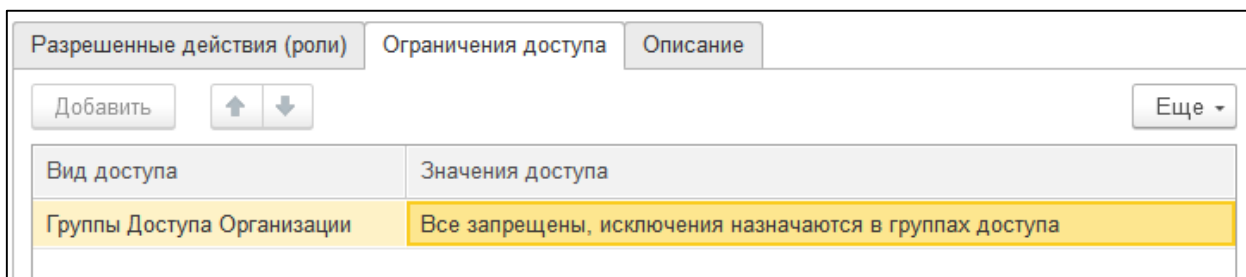 Разрешенные действия (роли) Ограничения доступа Описание
Добавить Еще
Вид доступа Значения доступа
Группы Доступа Организации Все запрещены, исключения назначаются в группах доступа